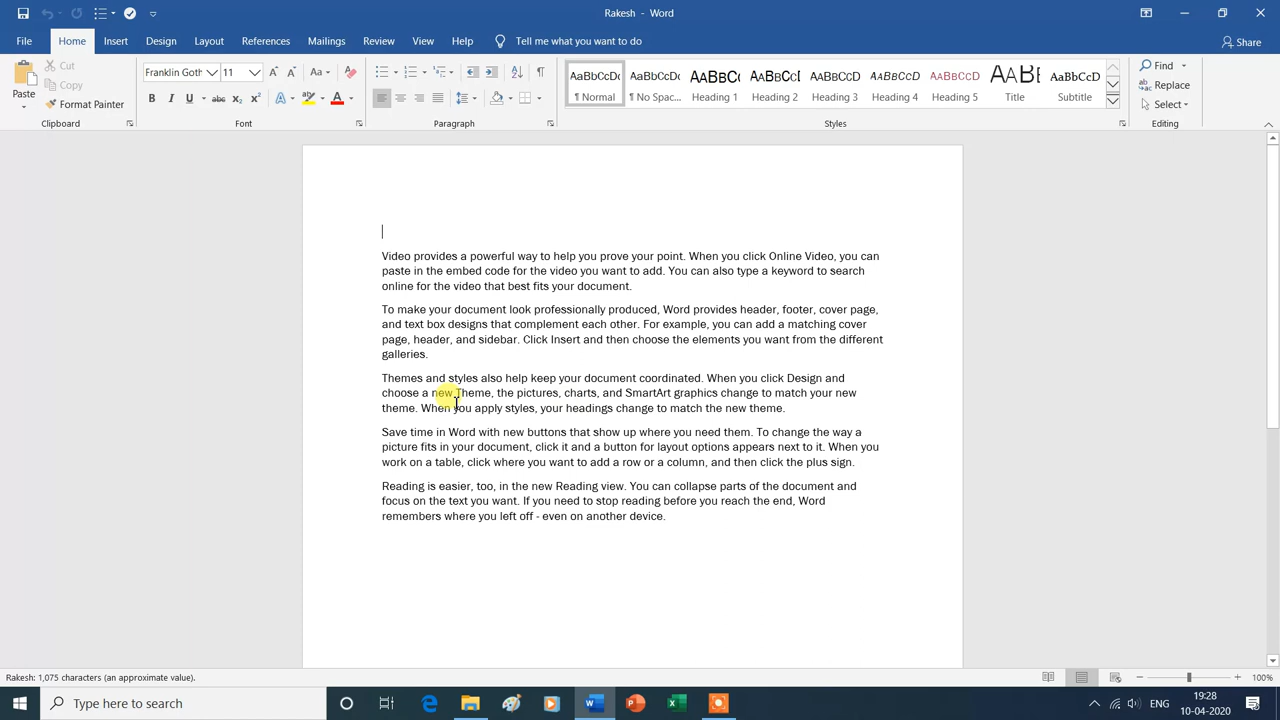 Rakesh - Word
File Home Insert Design Layout References Mailings Review View Help Tell me what you want to do Share
Paste
Cut
Copy
Format Painter
Clipboard
Franklin Goth 11
Font
Paragraph
AaBbCcDc AaBbCcDc AABBCC AABBCCD AABBCCD AABBCCD AABBCCD AaB AaBbCcD
¶ Normal ¶ No Spac... Heading 1 Heading 2 Heading 3 Heading 4 Heading 5 Title Subtitle
Styles
Find
Replace
Select
Editing
Video provides a powerful way to help you prove your point. When you click Online Video, you can
paste in the embed code for the video you want to add. You can also type a keyword to search
online for the video that best fits your document.
To make your document look professionally produced, Word provides header, footer, cover page,
and text box designs that complement each other. For example, you can add a matching cover
page, header, and sidebar. Click Insert and then choose the elements you want from the different
galleries.
Themes and styles also help keep your document coordinated. When you click Design and
choose a new Theme, the pictures, charts, and SmartArt graphics change to match your new
theme. When you apply styles, your headings change to match the new theme.
Save time in Word with new buttons that show up where you need them. To change the way a
picture fits in your document, click it and a button for layout options appears next to it. When you
work on a table, click where you want to add a row or a column, and then click the plus sign.
Reading is easier, too, in the new Reading view. You can collapse parts of the document and
focus on the text you want. If you need to stop reading before you reach the end, Word
remembers where you left off - even on another device.
Rakesh: 1,075 characters (an approximate value).
100%
Type here to search
ENG
19:28
10-04-2020